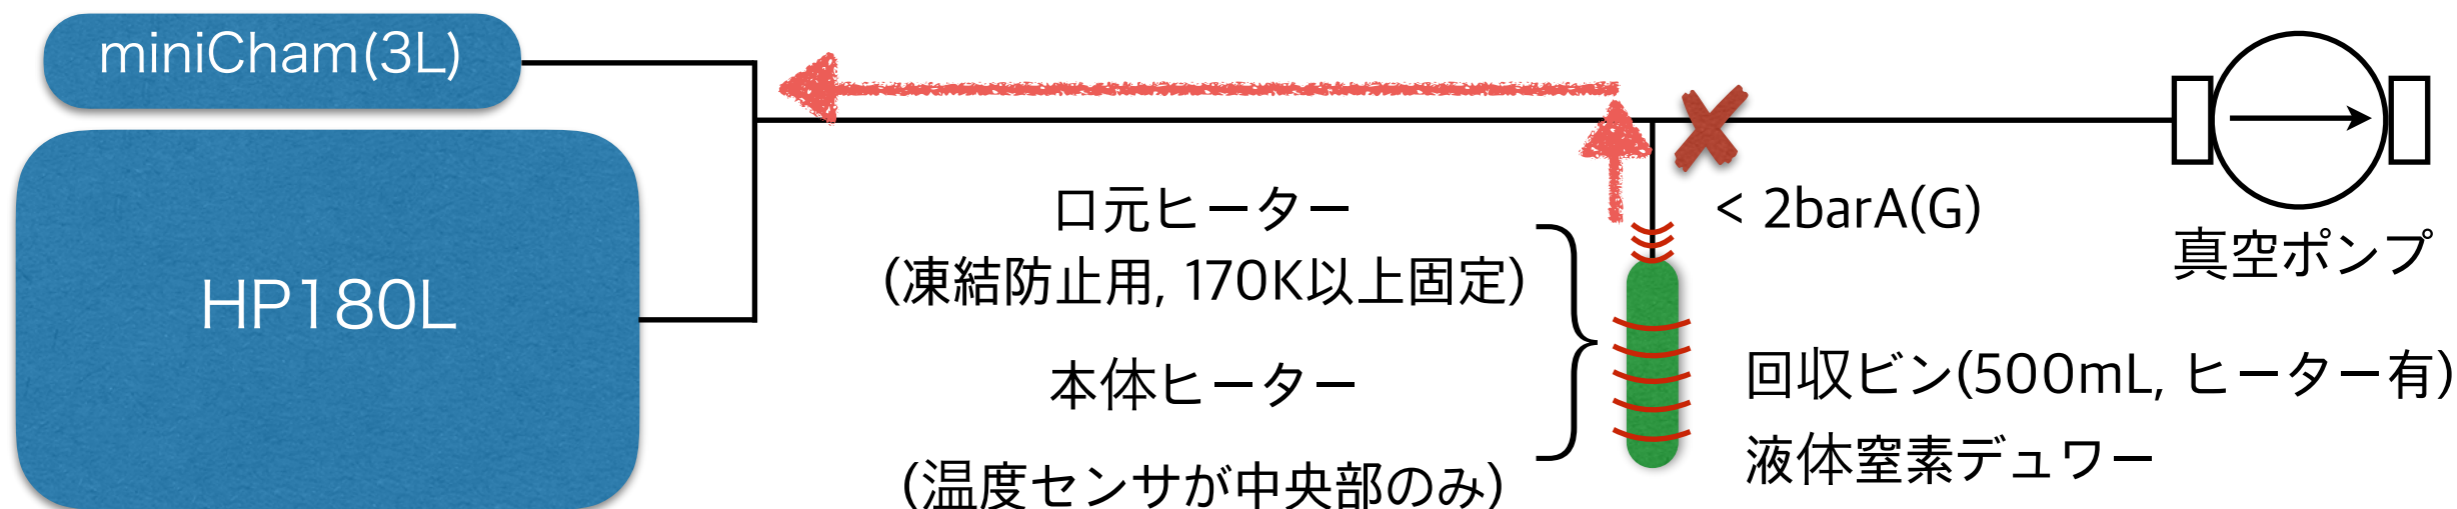 miniCham(3L)
HP180L
口元ヒーター
(凍結防止用, 170K以上固定)
本体ヒーター
(温度センサが中央部のみ)
< 2barA(G)
真空ポンプ
回収ビン(500mL, ヒーター有)
液体窒素デュワー